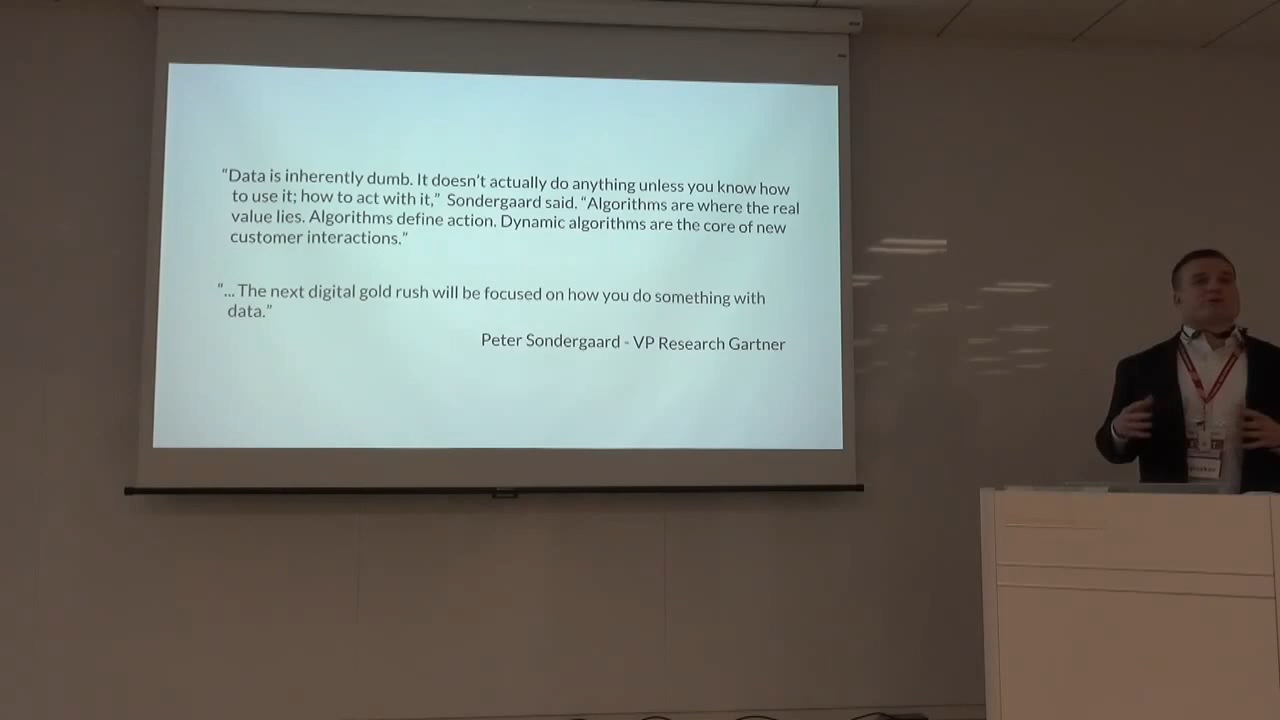 “Data is inherently dumb. It doesn’t actually do anything unless you know how
to use it; how to act with it,” Sondergaard said. “Algorithms are where the real
value lies. Algorithms define action. Dynamic algorithms are the core of new
customer interactions.”
“... The next digital gold rush will be focused on how you do something with
data.”
Peter Sondergaard - VP Research Gartner